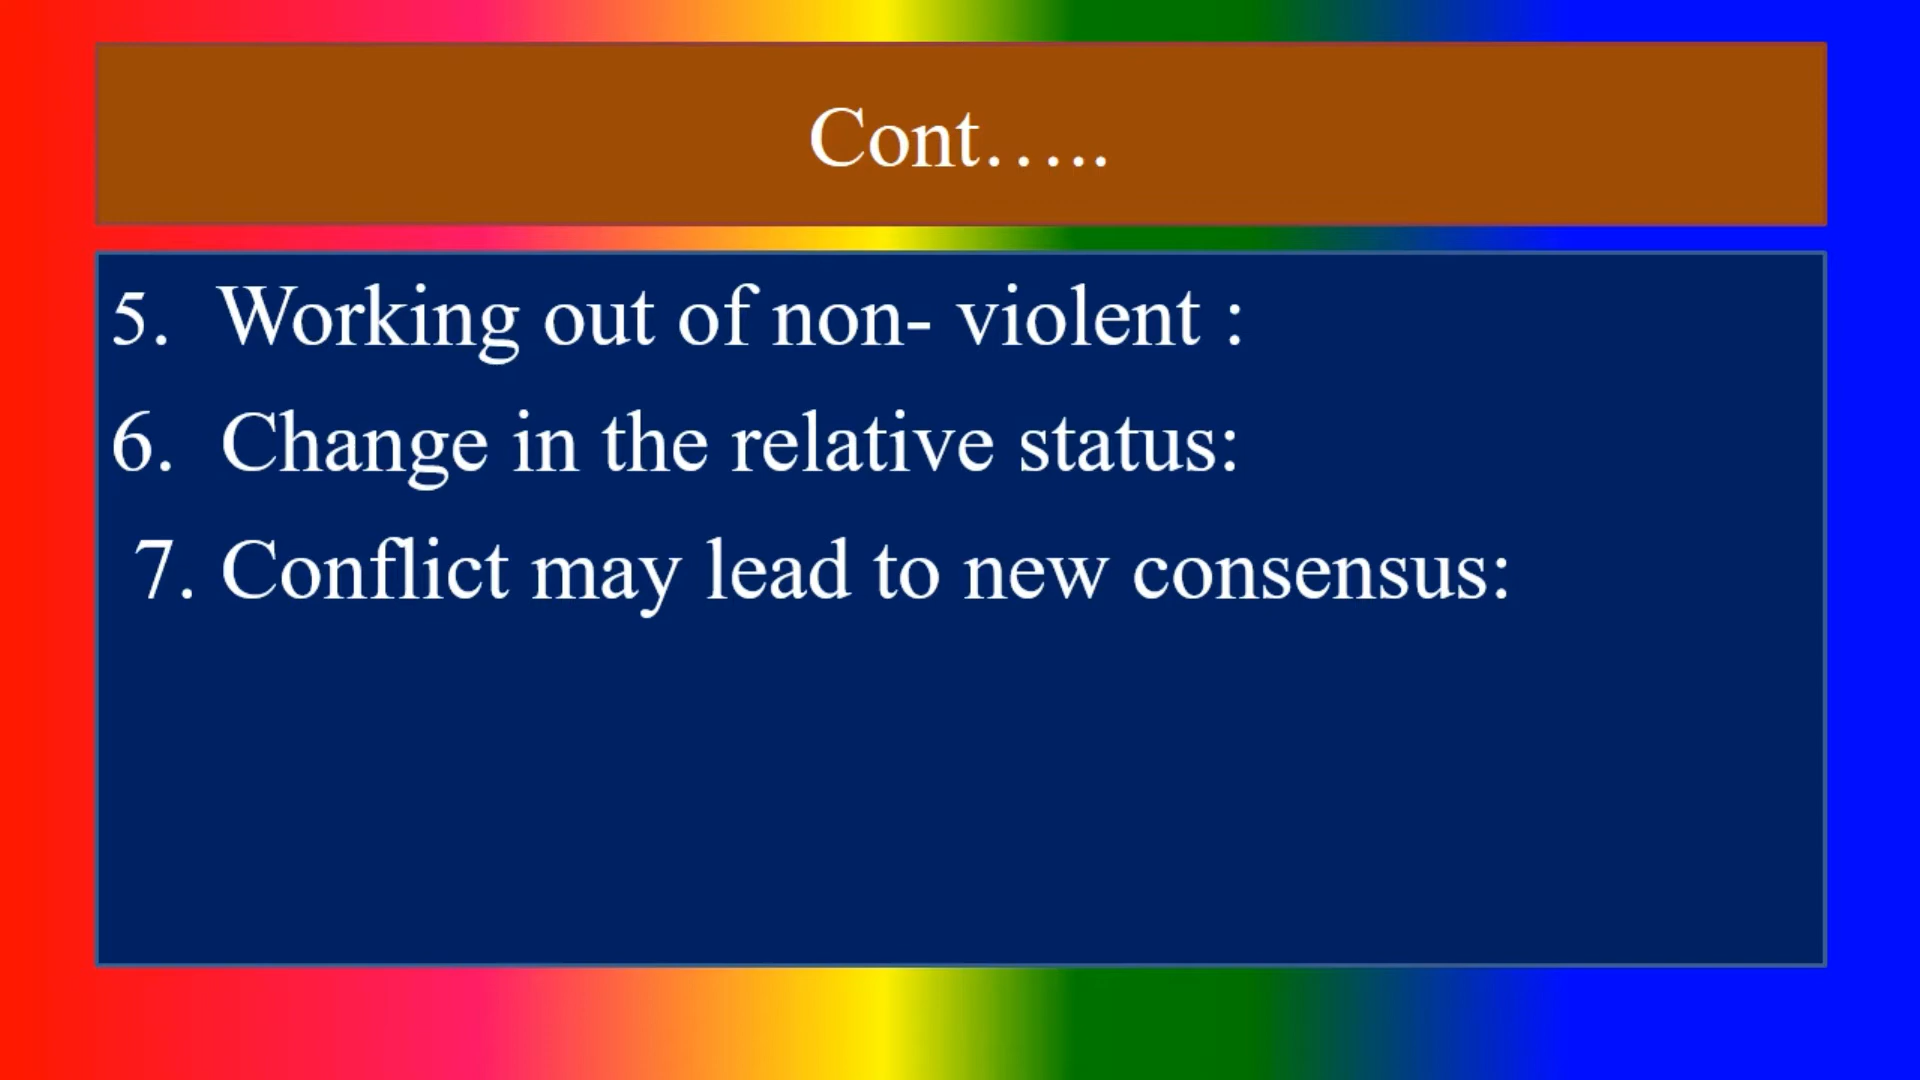 Cont…..
5. Working out of non- violent :
6. Change in the relative status:
7. Conflict may lead to new consensus: